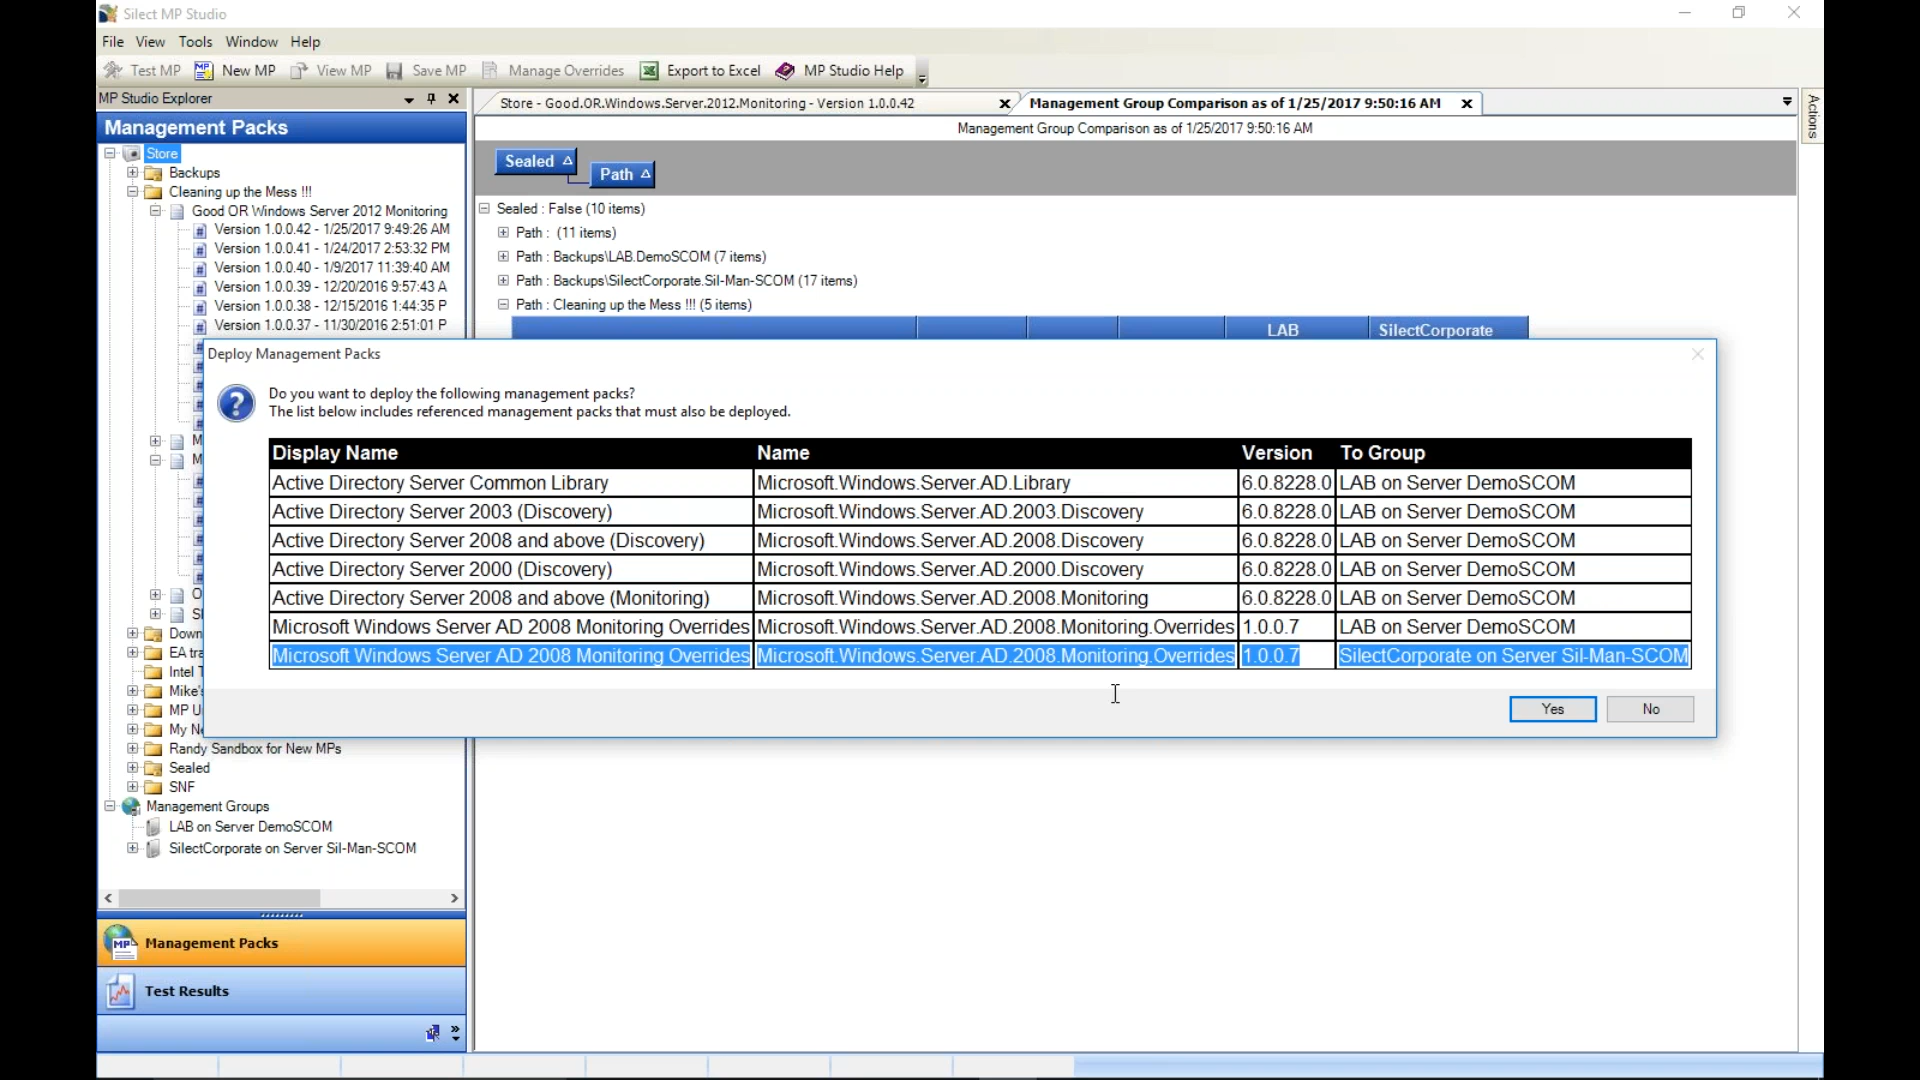 Silect MP Studio
File View Tools Window Help
Test MP New MP View MP Save MP Manage Overrides Export to Excel MP Studio Help
MP Studio Explorer
Management Packs
Store
Backups
Cleaning up the Mess !!!
Good OR Windows Server 2012 Monitoring
# Version 1.0.0.42 - 1/25/2017 9:49:26 AM
# Version 1.0.0.41 - 1/24/2017 2:53:32 PM
# Version 1.0.0.40 - 1/9/2017 11:39:40 AM
# Version 1.0.0.39 - 12/20/2016 9:57:43 A
# Version 1.0.0.38 - 12/15/2016 1:44:35 P
# Version 1.0.0.37 - 11/30/2016 2:51:01 P
M
M
O
Down
EA tra
Intel
Mike's
MP U
My Ne
Randy Sandbox for New MPs
Sealed
SNF
Management Groups
LAB on Server DemoSCOM
SilectCorporate on Server Sil-Man-SCOM
Management Packs
Test Results
Store - Good.OR.Windows.Server.2012.Monitoring - Version 1.0.0.42
Management Group Comparison as of 1/25/2017 9:50:16 AM
Actions
Management Group Comparison as of 1/25/2017 9:50:16 AM
Sealed
Path
Sealed : False (10 items)
Path : (11 items)
Path : Backups\LAB.DemoSCOM (7 items)
Path : Backups\SilectCorporate.Sil-Man-SCOM (17 items)
Path : Cleaning up the Mess !!! (5 items)
LAB SilectCorporate
Deploy Management Packs
Do you want to deploy the following management packs?
The list below includes referenced management packs that must also be deployed.
Display Name Name Version To Group
Active Directory Server Common Library Microsoft.Windows.Server.AD.Library 6.0.8228.0 LAB on Server DemoSCOM
Active Directory Server 2003 (Discovery) Microsoft.Windows.Server.AD.2003.Discovery 6.0.8228.0 LAB on Server DemoSCOM
Active Directory Server 2008 and above (Discovery) Microsoft.Windows.Server.AD.2008.Discovery 6.0.8228.0 LAB on Server DemoSCOM
Active Directory Server 2000 (Discovery) Microsoft.Windows.Server.AD.2000.Discovery 6.0.8228.0 LAB on Server DemoSCOM
Active Directory Server 2008 and above (Monitoring) Microsoft.Windows.Server.AD.2008.Monitoring 6.0.8228.0 LAB on Server DemoSCOM
Microsoft Windows Server AD 2008 Monitoring Overrides Microsoft.Windows.Server.AD.2008.Monitoring.Overrides 1.0.0.7 LAB on Server DemoSCOM
Microsoft Windows Server AD 2008 Monitoring Overrides Microsoft.Windows.Server.AD.2008.Monitoring.Overrides 1.0.0.7 SilectCorporate on Server Sil-Man-SCOM
Yes No